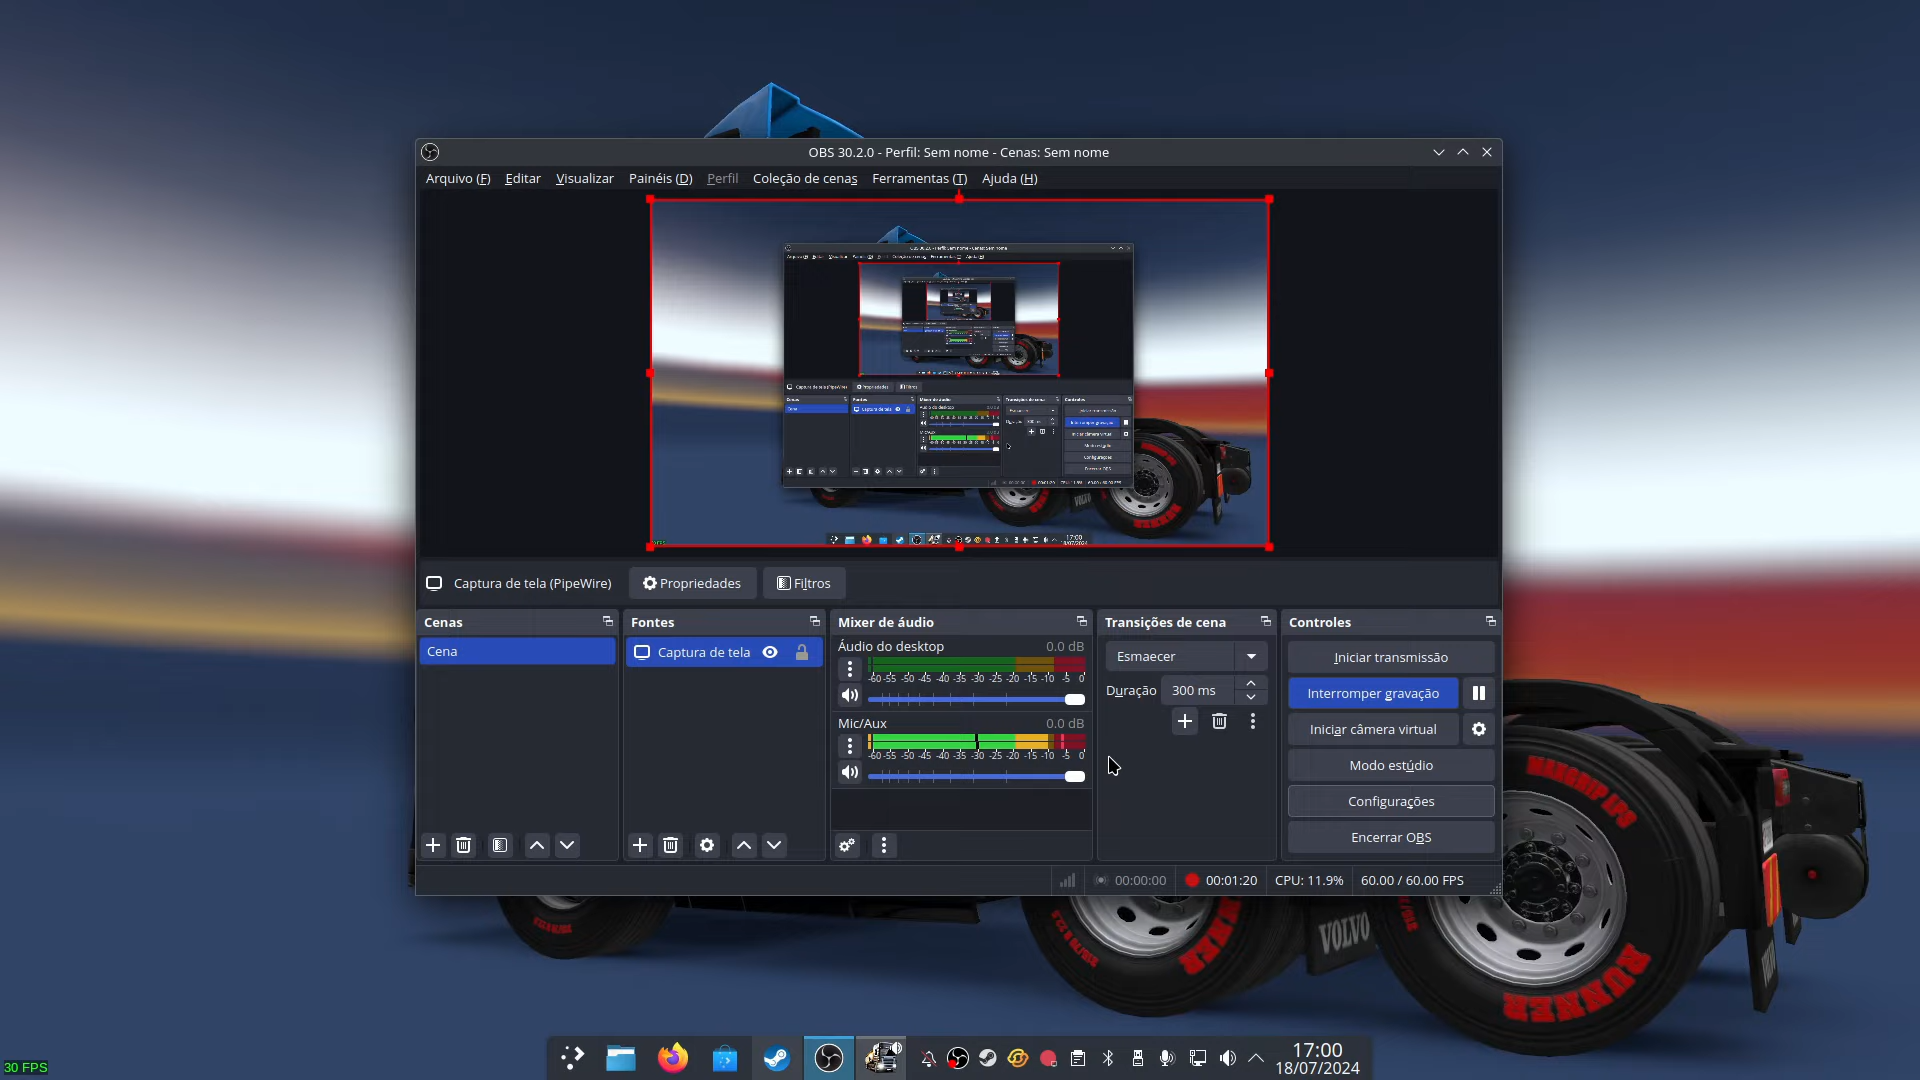 OBS 30.2.0 - Perfil: Sem nome - Cenas: Sem nome
Arquivo (F) Editar Visualizar Painéis (D) Perfil Coleção de cenas Ferramentas (T) Ajuda (H)
Captura de tela (PipeWire) Propriedades Filtros
Cenas
Cena
Fontes
Captura de tela
Mixer de áudio
Áudio do desktop 0.0 dB
-60 -55 -50 -45 -40 -35 -30 -25 -20 -15 -10 -5 0
Mic/Aux 0.0 dB
-60 -55 -50 -45 -40 -35 -30 -25 -20 -15 -10 -5 0
Transições de cena
Esmaecer
Duração 300 ms
Controles
Iniciar transmissão
Interromper gravação
Iniciar câmera virtual
Modo estúdio
Configurações
Encerrar OBS
00:00:00 00:01:20 CPU: 11.9% 60.00 / 60.00 FPS
VOLVO
RUNNER
30 FPS
17:00
18/07/2024